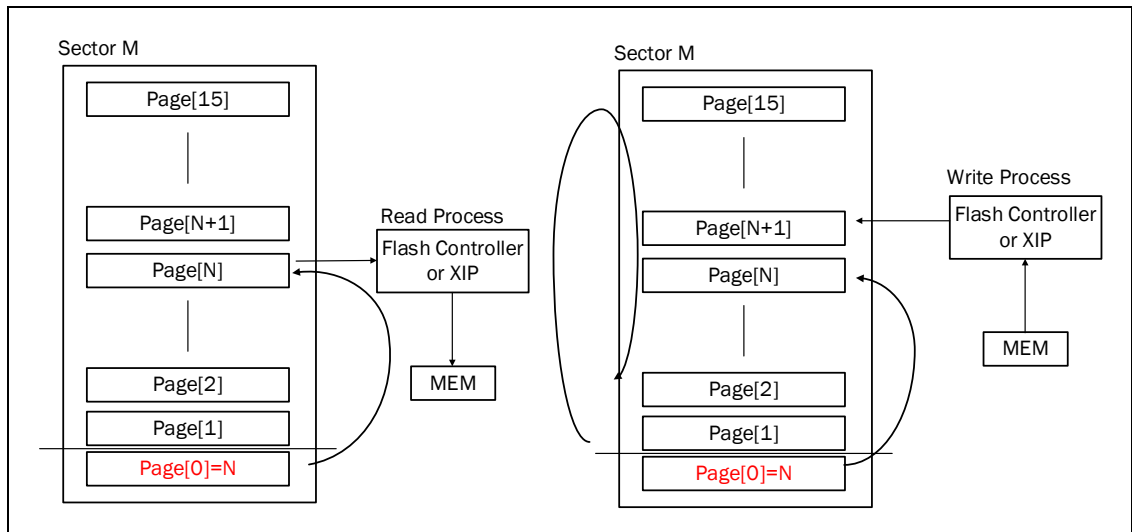 Sector M
Page[15]
Page[N+1]
Page[N]
Page[2]
Page[1]
Page[0]=N
Read Process
Flash Controller
or XIP
MEM
Sector M
Page[15]
Page[N+1]
Page[N]
Page[2]
Page[1]
Page[0]=N
Write Process
Flash Controller
or XIP
MEM